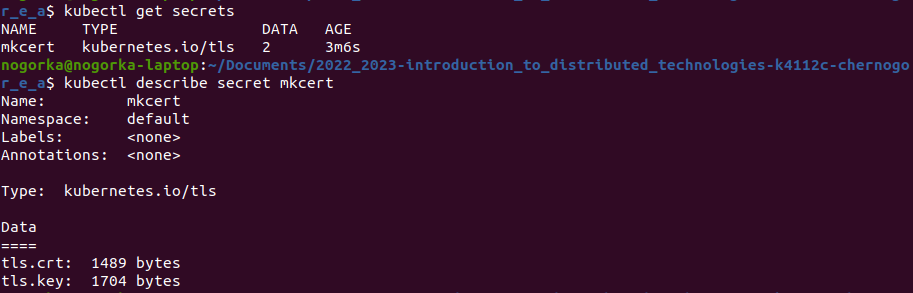 r_e_a$ kubectl get secrets
NAME     TYPE                DATA   AGE
mkcert   kubernetes.io/tls   2      3m6s
nogorka@nogorka-laptop:~/Documents/2022_2023-introduction_to_distributed_technologies-k4112c-chernogo
r_e_a$ kubectl describe secret mkcert
Name:         mkcert
Namespace:    default
Labels:       <none>
Annotations:  <none>

Type:  kubernetes.io/tls

Data
====
tls.crt:  1489 bytes
tls.key:  1704 bytes